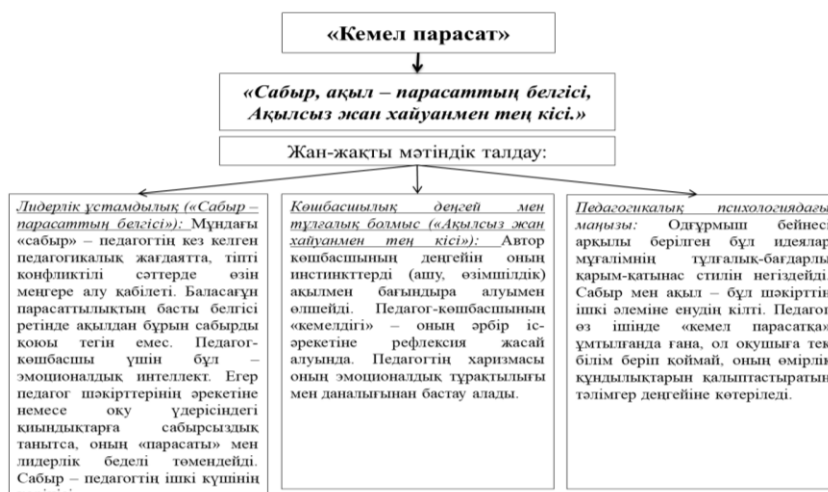 «Кемел парасат»
«Сабыр, ақыл – парасаттың белгісі,
Ақылсыз жан хайуанмен тең кісі.»
Жан-жақты мәтіндік талдау:
Лидерлік ұстамдылық («Сабыр –
парасаттың белгісі»): Мұндағы
«сабыр» – педагогтің кез келген
педагогикалық жағдаятта, тіпті
конфликтілі сәттерде өзін
меңгере алу қабілеті. Баласағұн
парасаттылықтың басты белгісі
ретінде ақылдан бұрын сабырды
қоюы тегін емес. Педагог-
көшбасшы үшін бұл –
эмоционалдық интеллект. Егер
педагог шәкірттерінің әрекетіне
немесе оқу үдерісіндегі
қиындықтарға сабырсыздық
танытса, оның «парасаты» мен
лидерлік беделі төмендейді.
Сабыр – педагогтің ішкі күшінің
Көшбасшылық деңгей мен
тұлғалық болмыс («Ақылсыз жан
хайуанмен тең кісі»): Автор
көшбасшының деңгейін оның
инстинкттерді (ашу, өзімшілдік)
ақылмен бағындыра алуымен
өлшейді. Педагог-көшбасшының
«кемелдігі» – оның әрбір іс-
әрекетіне рефлексия жасай
алуында. Педагогтің харизмасы
оның эмоционалдық тұрақтылығы
мен даналығынан бастау алады.
Педагогикалық психологиядағы
маңызы: Одғұрмыш бейнесі
арқылы берілген бұл идеялар
мұғалімнің тұлғалық-бағдарлы
қарым-қатынас стилін негіздейді.
Сабыр мен ақыл – бұл шәкірттің
ішкі әлеміне енудің кілті. Педагог
өз ішінде «кемел парасатқа»
ұмтылғанда ғана, ол оқушыға тек
білім беріп қоймай, оның өмірлік
құндылықтарын қалыптастыратын
тәлімгер деңгейіне көтеріледі.